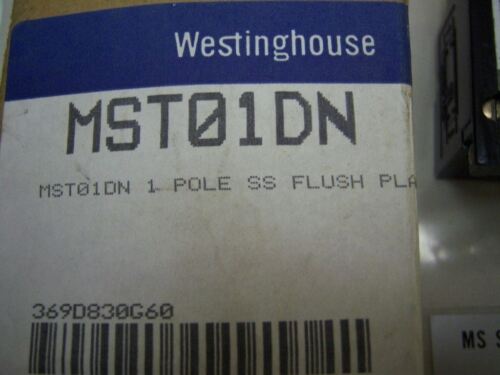 Westinghouse
MST01DN
MST01DN 1 POLE SS FLUSH PLA
369D830G60
MS